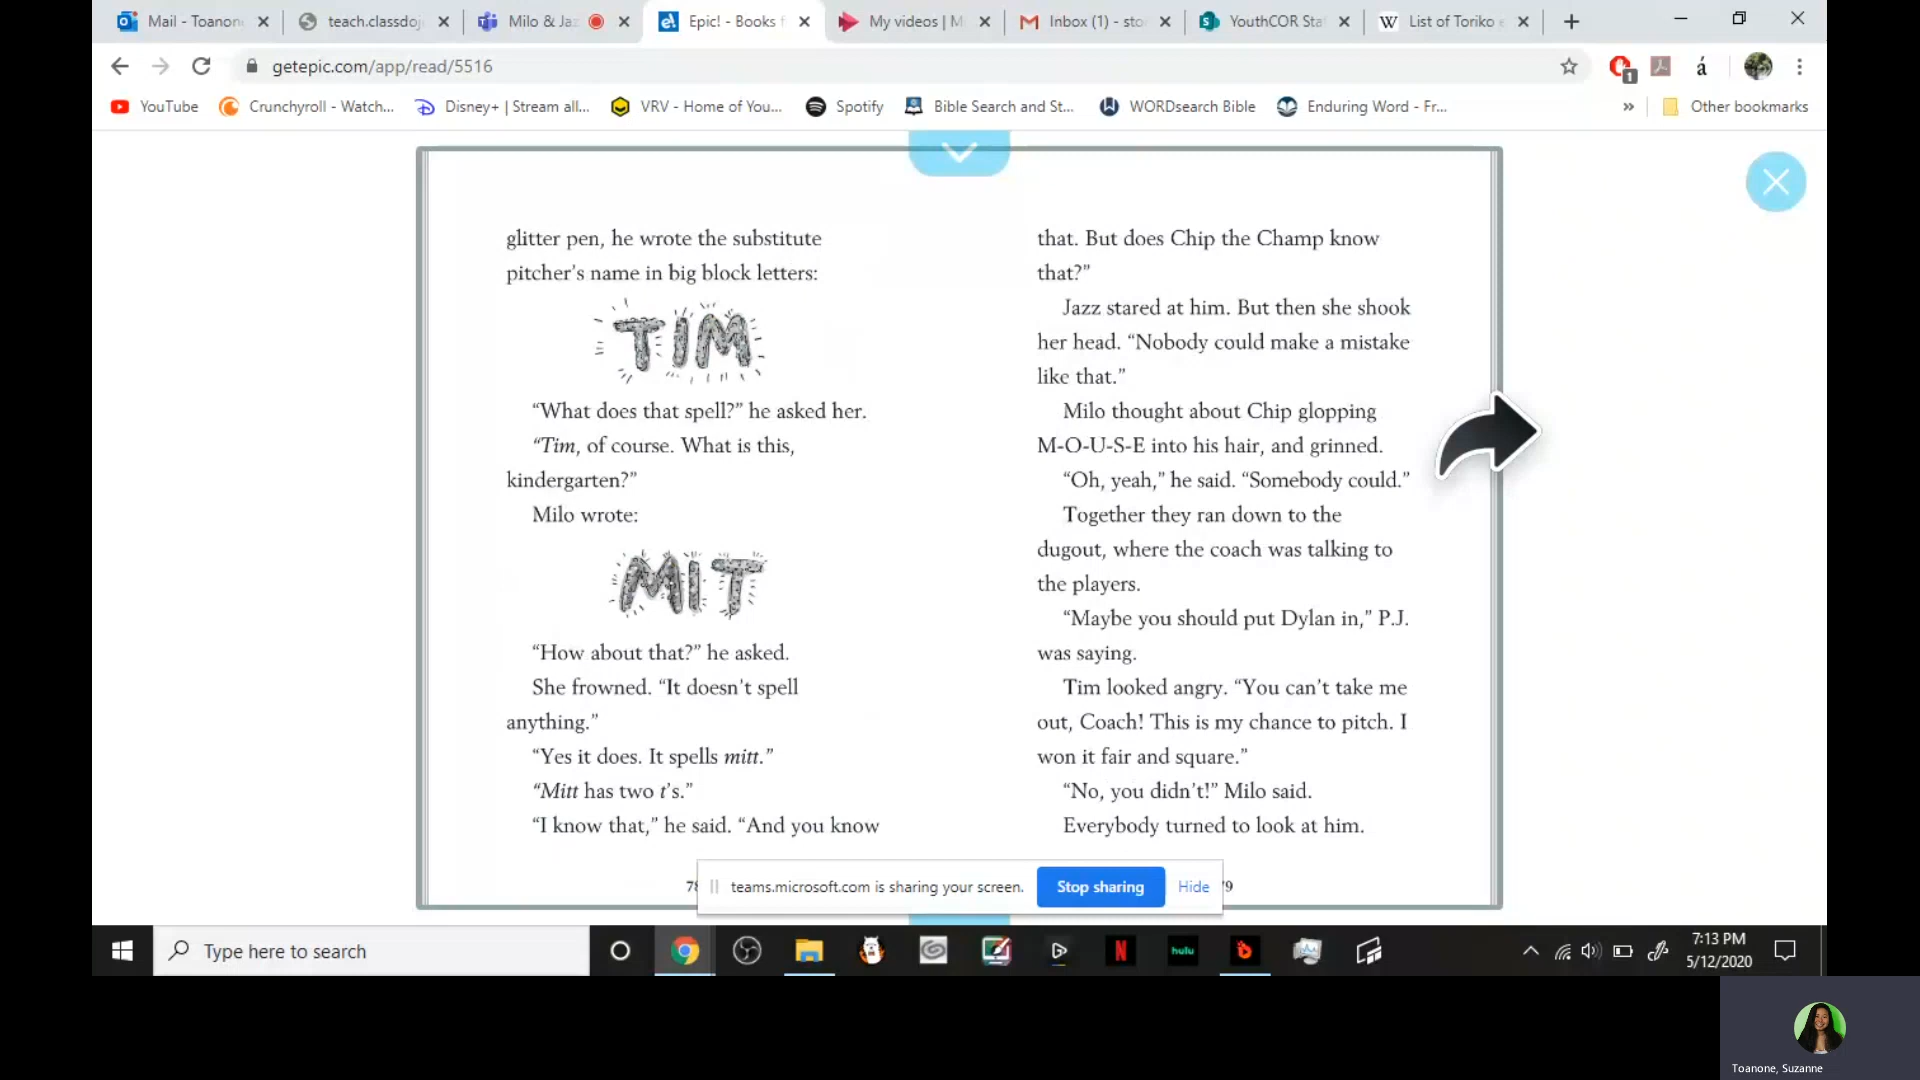 Mail - Toanon
teach.classdoj
Milo & Jaz
Epic! - Books f
My videos | M
Inbox (1) - sto
YouthCOR Sta
List of Toriko e
getepic.com/app/read/5516
1
YouTube
Crunchyroll - Watch...
Disney+ | Stream all...
VRV - Home of You...
Spotify
Bible Search and St...
WORDsearch Bible
Enduring Word - Fr...
»
Other bookmarks
glitter pen, he wrote the substitute
pitcher's name in big block letters:
TIM
“What does that spell?” he asked her.
“Tim, of course. What is this,
kindergarten?”
Milo wrote:
MIT
“How about that?” he asked.
She frowned. “It doesn't spell
anything.”
“Yes it does. It spells mitt.”
“Mitt has two t's.”
“I know that,” he said. “And you know
that. But does Chip the Champ know
that?”
Jazz stared at him. But then she shook
her head. “Nobody could make a mistake
like that.”
Milo thought about Chip glopping
M-O-U-S-E into his hair, and grinned.
“Oh, yeah,” he said. “Somebody could.”
Together they ran down to the
dugout, where the coach was talking to
the players.
“Maybe you should put Dylan in,” P.J.
was saying.
Tim looked angry. “You can't take me
out, Coach! This is my chance to pitch. I
won it fair and square.”
“No, you didn't!” Milo said.
Everybody turned to look at him.
teams.microsoft.com is sharing your screen.
Stop sharing
Hide
Type here to search
hulu
7:13 PM
5/12/2020
Toanone, Suzanne